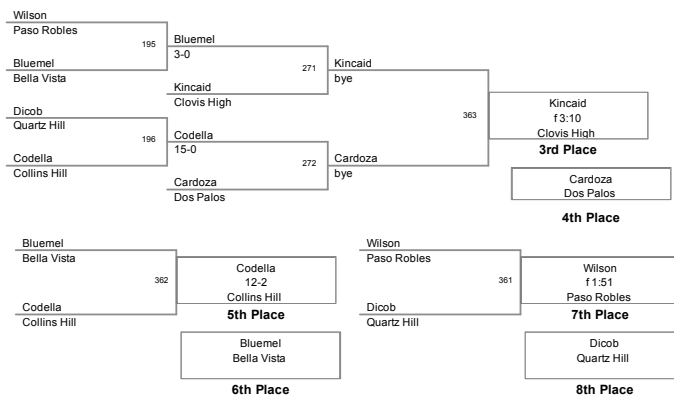 Wilson
Paso Robles
195
Bluemel
Bella Vista
Bluemel
3-0
271
Kincaid
Clovis High
Kincaid
bye
Dicob
Quartz Hill
196
Codella
Collins Hill
Codella
15-0
272
Cardoza
Dos Palos
Cardoza
bye
363
Kincaid
f 3:10
Clovis High
3rd Place
Cardoza
Dos Palos
4th Place
Bluemel
Bella Vista
362
Codella
Collins Hill
Codella
12-2
Collins Hill
5th Place
Bluemel
Bella Vista
6th Place
Wilson
Paso Robles
361
Dicob
Quartz Hill
Wilson
f 1:51
Paso Robles
7th Place
Dicob
Quartz Hill
8th Place